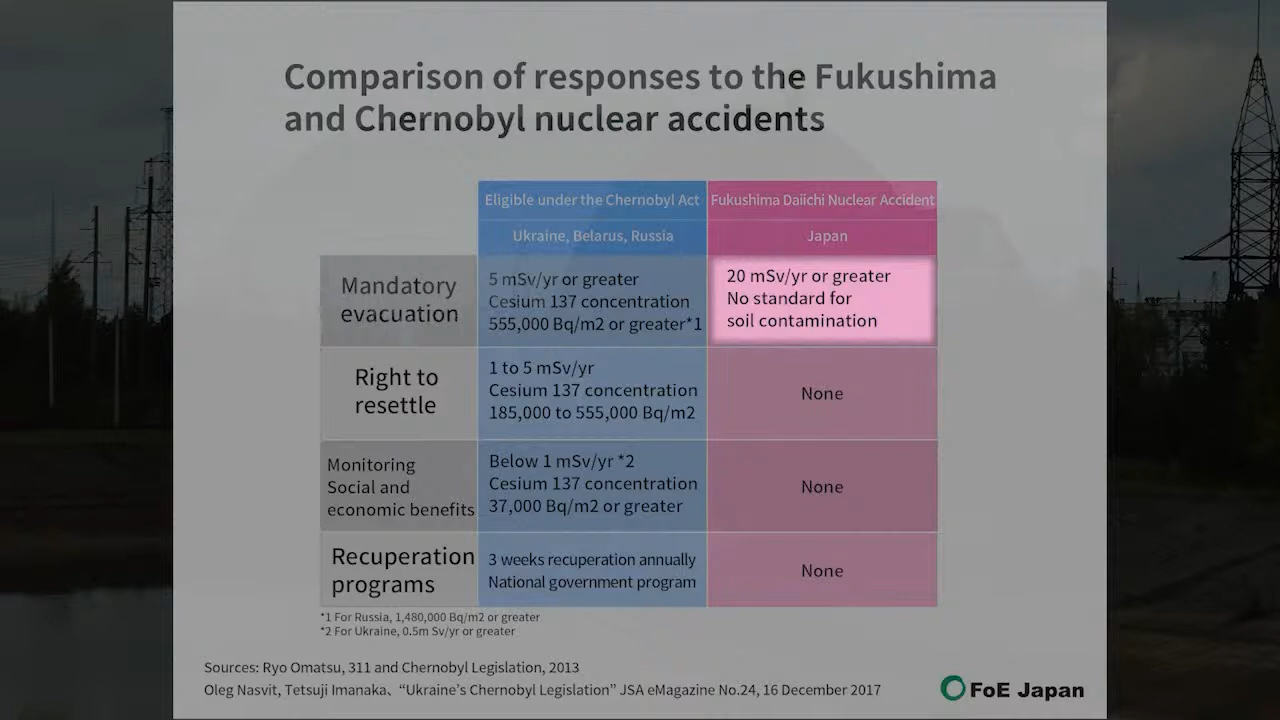 Comparison of responses to the Fukushima
and Chernobyl nuclear accidents
Eligible under the Chernobyl Act
Fukushima Daiichi Nuclear Accident
Ukraine, Belarus, Russia
Japan
Mandatory
evacuation
5 mSv/yr or greater
Cesium 137 concentration
555,000 Bq/m2 or greater*1
20 mSv/yr or greater
No standard for
soil contamination
Right to
resettle
1 to 5 mSv/yr
Cesium 137 concentration
185,000 to 555,000 Bq/m2
None
Monitoring
Social and
economic benefits
Below 1 mSv/yr *2
Cesium 137 concentration
37,000 Bq/m2 or greater
None
Recuperation
programs
3 weeks recuperation annually
National government program
None
*1 For Russia, 1,480,000 Bq/m2 or greater
*2 For Ukraine, 0.5m Sv/yr or greater
Sources: Ryo Omatsu, 311 and Chernobyl Legislation, 2013
Oleg Nasvit, Tetsuji Imanaka、“Ukraine’s Chernobyl Legislation” JSA eMagazine No.24, 16 December 2017
FoE Japan